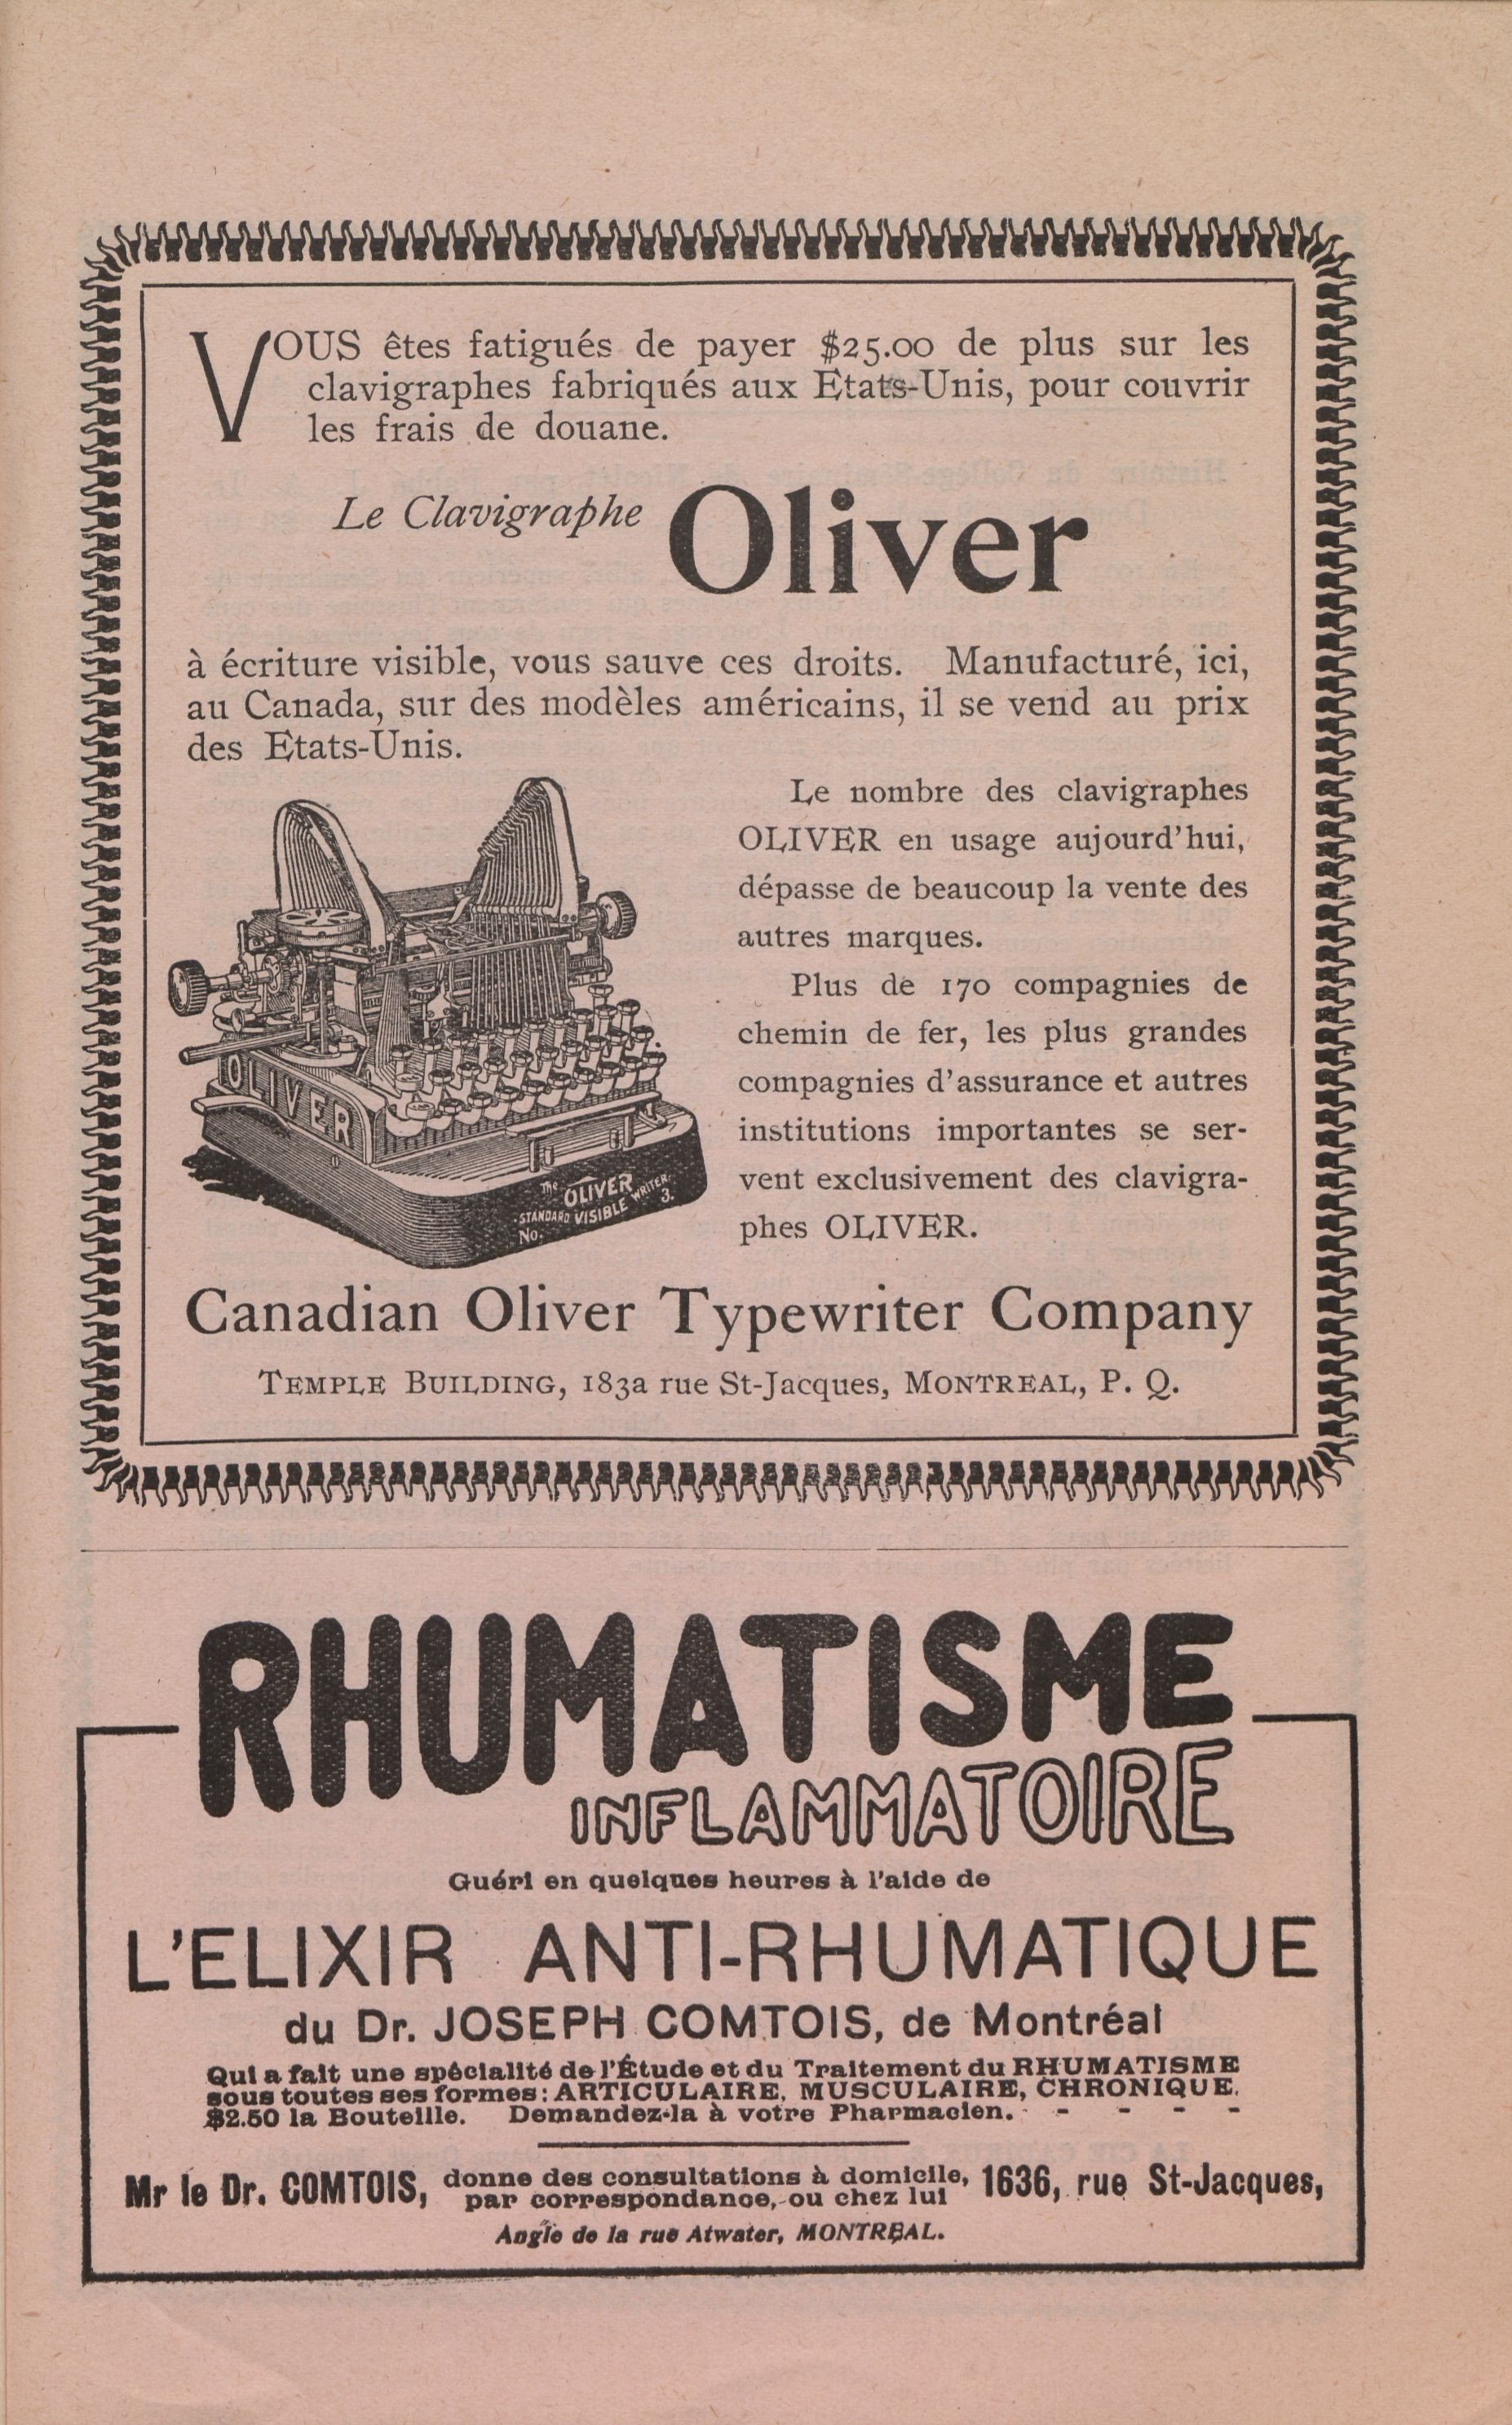 VOUS êtes fatigués de payer $25.00 de plus sur les
clavigraphes fabriqués aux Etats-Unis, pour couvrir
les frais de douane.
Le Clavigraphe Oliver
à écriture visible, vous sauve ces droits. Manufacturé, ici,
au Canada, sur des modèles américains, il se vend au prix
des Etats-Unis.
Le nombre des clavigraphes
OLIVER en usage aujourd'hui,
dépasse de beaucoup la vente des
autres marques.
Plus de 170 compagnies de
chemin de fer, les plus grandes
compagnies d'assurance et autres
institutions importantes se ser-
vent exclusivement des clavigra-
phes OLIVER.
OLIVER
The OLIVER
STANDARD VISIBLE WRITER
No. 3.
Canadian Oliver Typewriter Company
TEMPLE BUILDING, 183a rue St-Jacques, MONTREAL, P. Q.
RHUMATISME
INFLAMMATOIRE
Guéri en quelques heures à l'aide de
L'ELIXIR ANTI-RHUMATIQUE
du Dr. JOSEPH COMTOIS, de Montréal
Qui a fait une spécialité de l'Étude et du Traitement du RHUMATISME
sous toutes ses formes: ARTICULAIRE, MUSCULAIRE, CHRONIQUE.
$2.50 la Bouteille. Demandez-la à votre Pharmacien. - - - -
Mr le Dr. COMTOIS, donne des consultations à domicile, 1636, rue St-Jacques,
par correspondance, ou chez lui
Angle de la rue Atwater, MONTREAL.